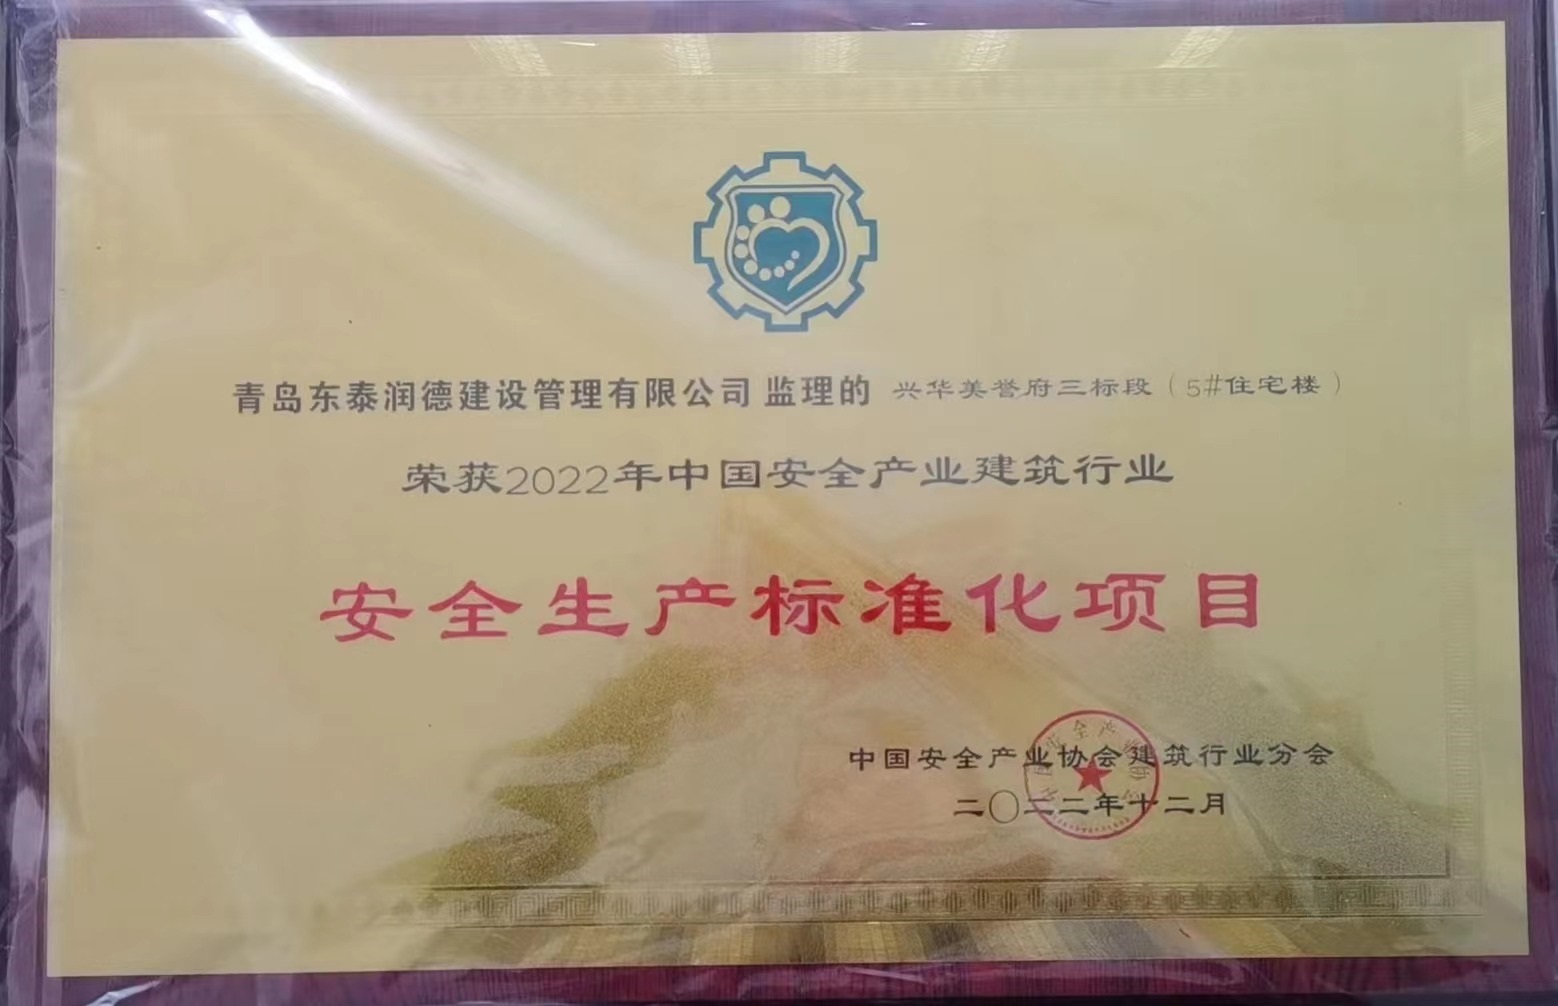 青岛东泰润德建设管理有限公司 监理的 兴华美誉府三标段（5#住宅楼）
荣获2022年中国安全产业建筑行业
安全生产标准化项目
中国安全产业协会建筑行业分会
二〇二二年十二月